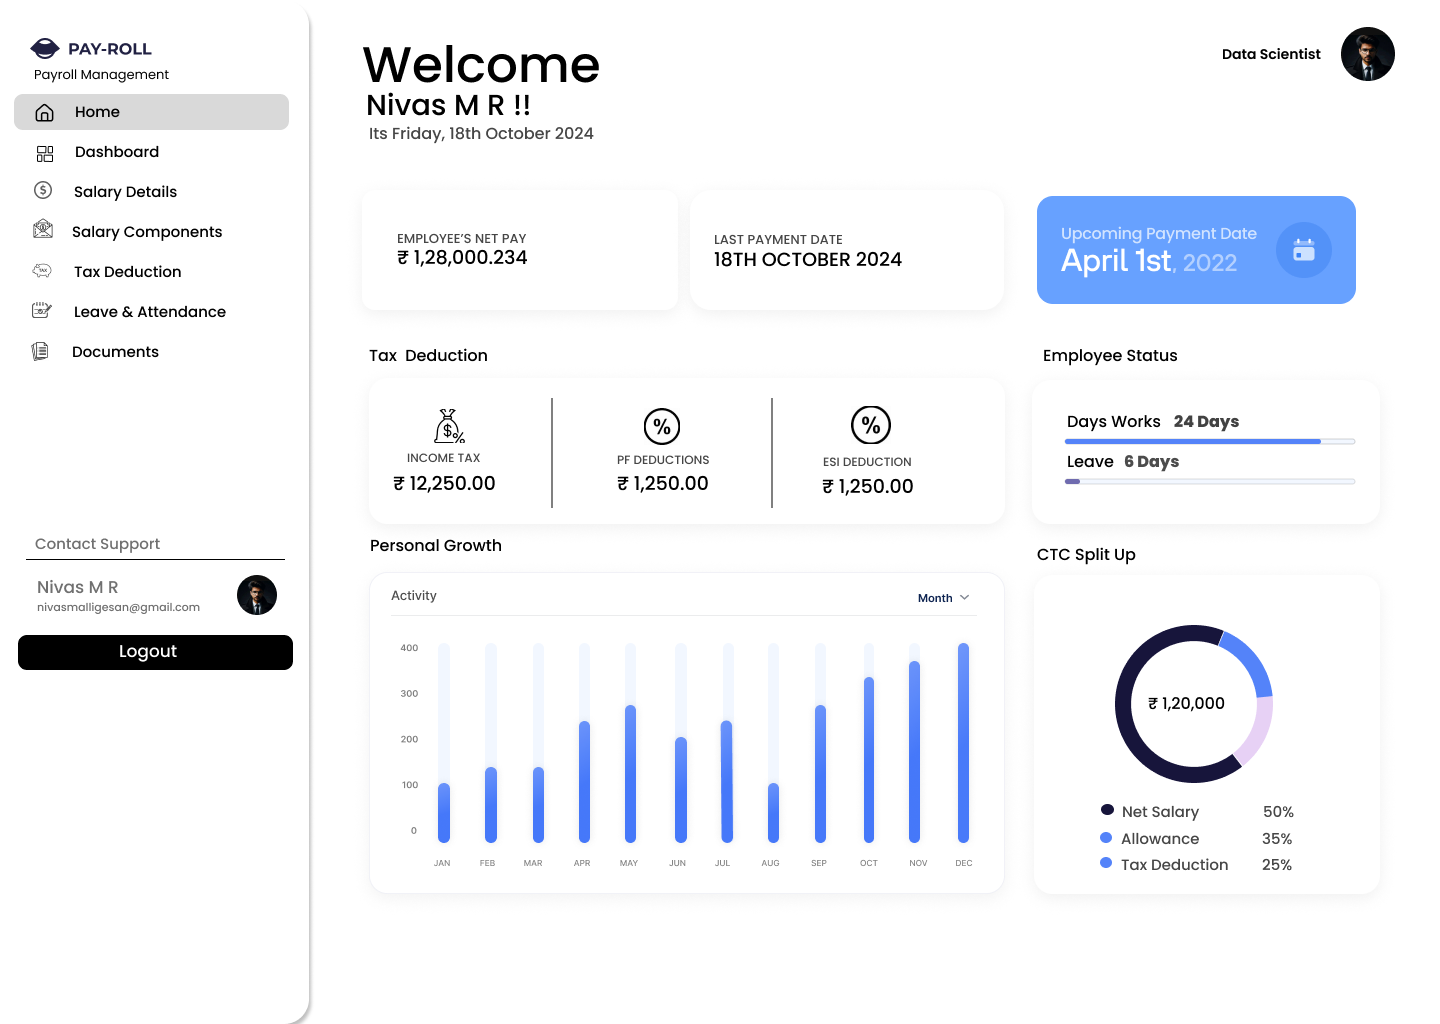 PAY-ROLL
Payroll Management
Home
Dashboard
Salary Details
Salary Components
Tax Deduction
Leave & Attendance
Documents
Contact Support
Nivas M R
nivasmalligesan@gmail.com
Logout
Welcome
Nivas M R !!
Its Friday, 18th October 2024
Data Scientist
EMPLOYEE’S NET PAY
₹ 1,28,000.234
LAST PAYMENT DATE
18TH OCTOBER 2024
Upcoming Payment Date
April 1st, 2022
Tax Deduction
INCOME TAX
₹ 12,250.00
PF DEDUCTIONS
₹ 1,250.00
ESI DEDUCTION
₹ 1,250.00
Employee Status
Days Works 24 Days
Leave 6 Days
Personal Growth
Activity
Month
400
300
200
100
0
JAN FEB MAR APR MAY JUN JUL AUG SEP OCT NOV DEC
CTC Split Up
₹ 1,20,000
Net Salary 50%
Allowance 35%
Tax Deduction 25%